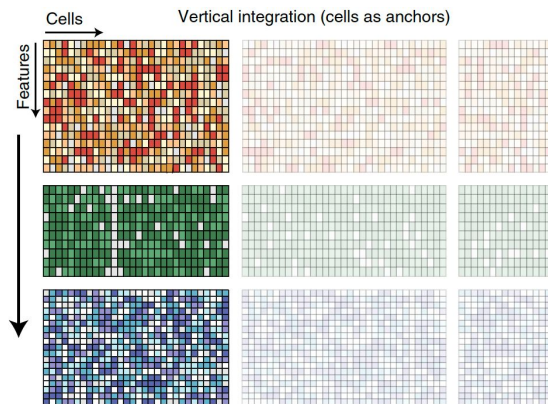 Vertical integration (cells as anchors)
Cells
Features